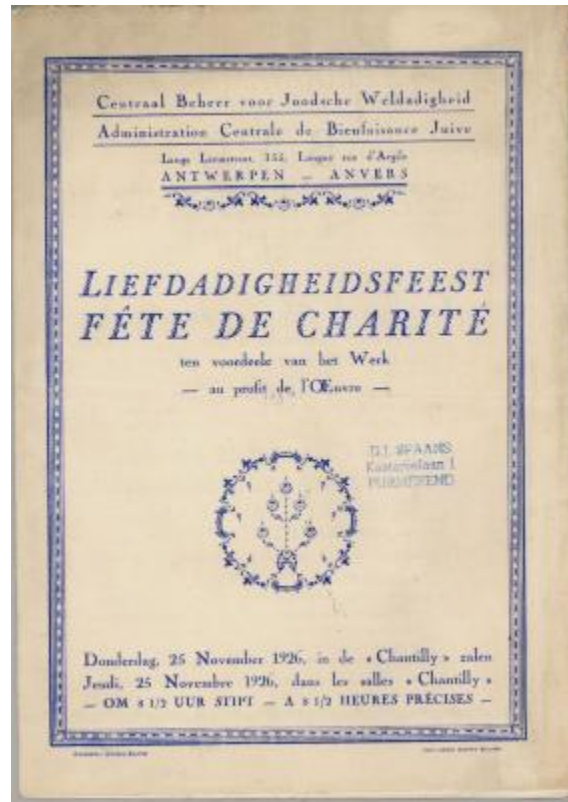 Centraal Beheer voor Joodsche Weldadigheid
Administration Centrale de Bienfaisance Juive
Lange Leemstraat, 153, Longue rue d'Argile
ANTWERPEN — ANVERS
LIEFDADIGHEIDSFEEST
FÊTE DE CHARITÉ
ten voordeele van het Werk
— au profit de l'Œuvre —
D.J. SPAANS
PURMEREND
Donderdag, 25 November 1926, in de « Chantilly » zalen
Jeudi, 25 Novembre 1926, dans les salles « Chantilly »
— OM 8 1/2 UUR STIPT — A 8 1/2 HEURES PRÉCISES —